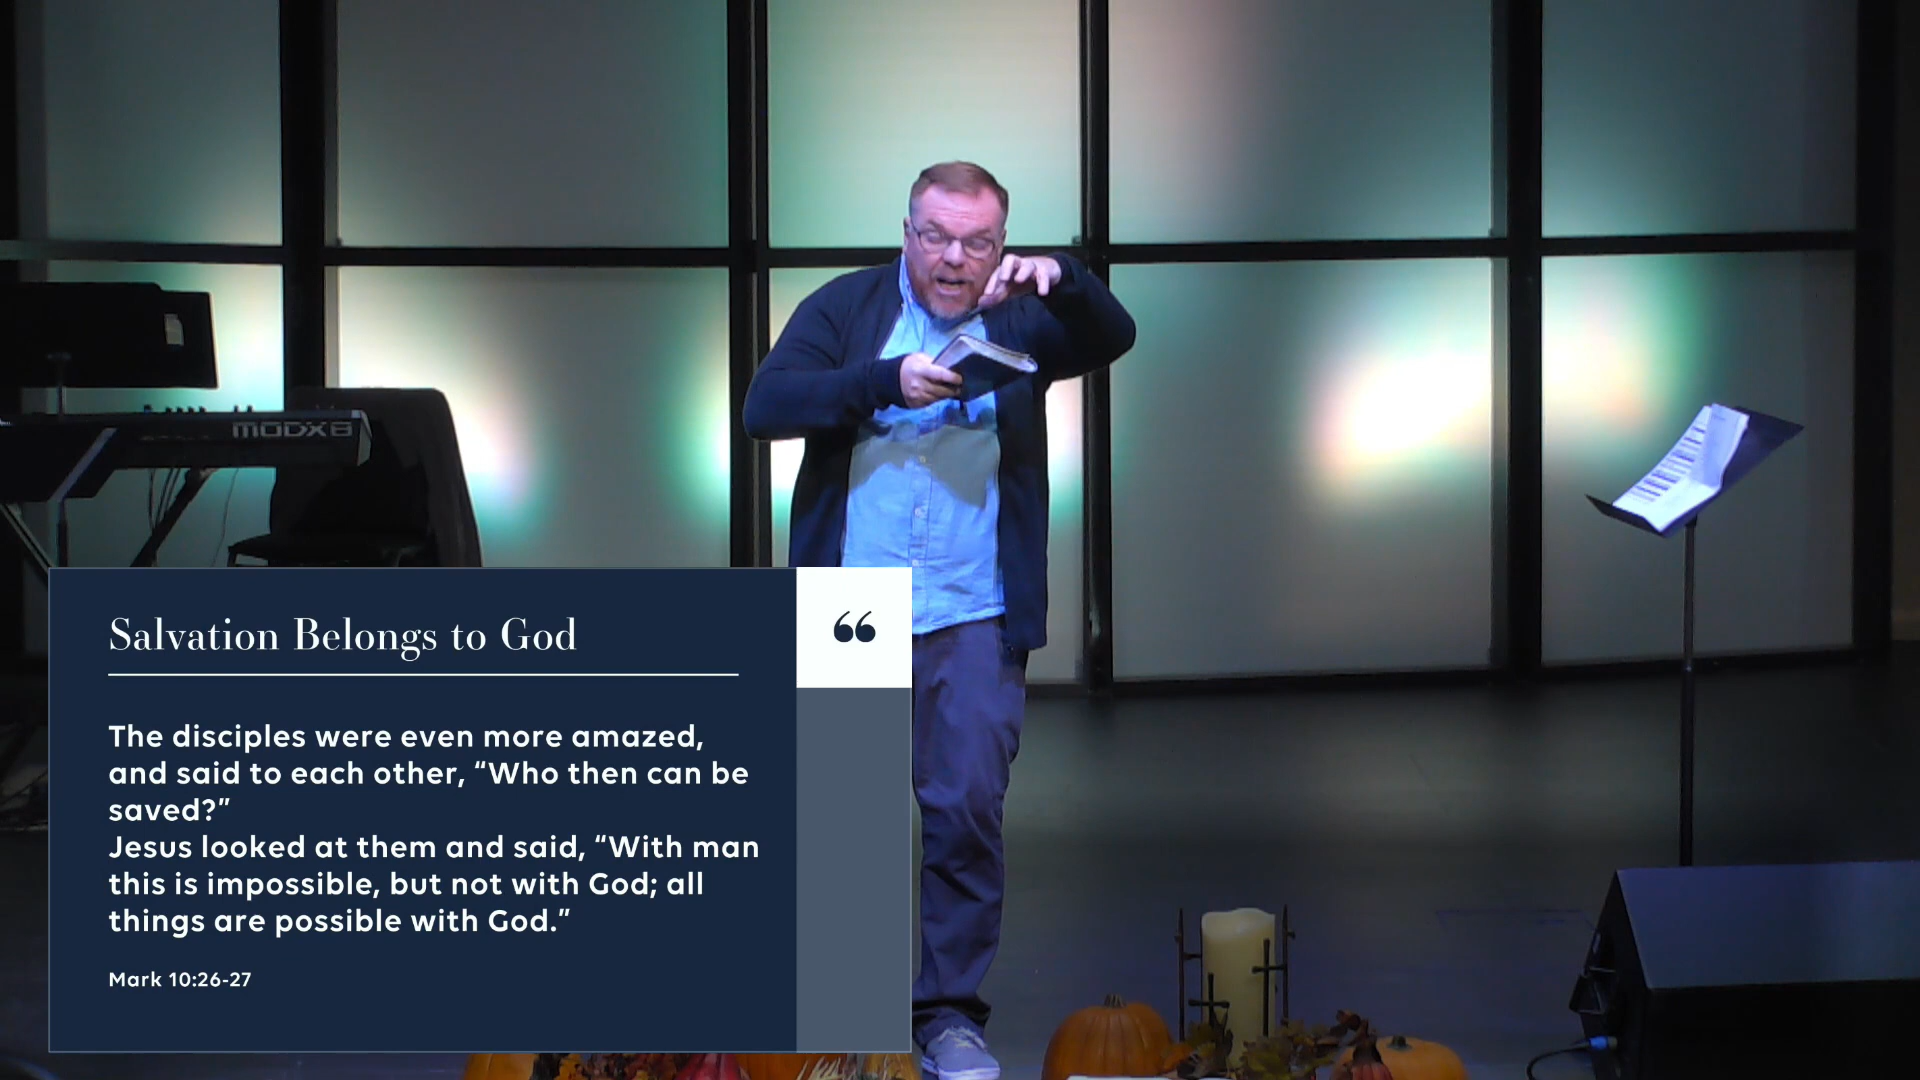 MODX8
Salvation Belongs to God
“
The disciples were even more amazed,
and said to each other, “Who then can be
saved?”
Jesus looked at them and said, “With man
this is impossible, but not with God; all
things are possible with God.”
Mark 10:26-27